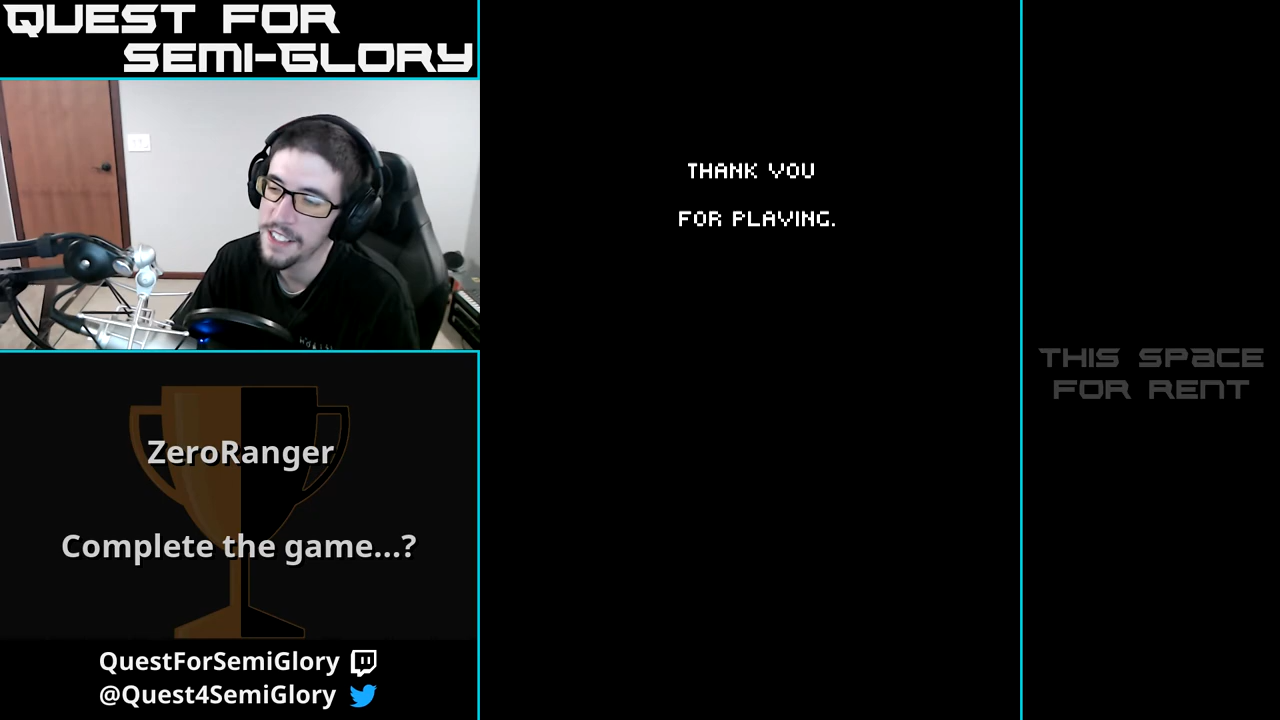 QUEST FOR
SEMI-GLORY
THANK YOU
FOR PLAYING.
THIS SPACE
FOR RENT
ZeroRanger
Complete the game...?
QuestForSemiGlory
@Quest4SemiGlory